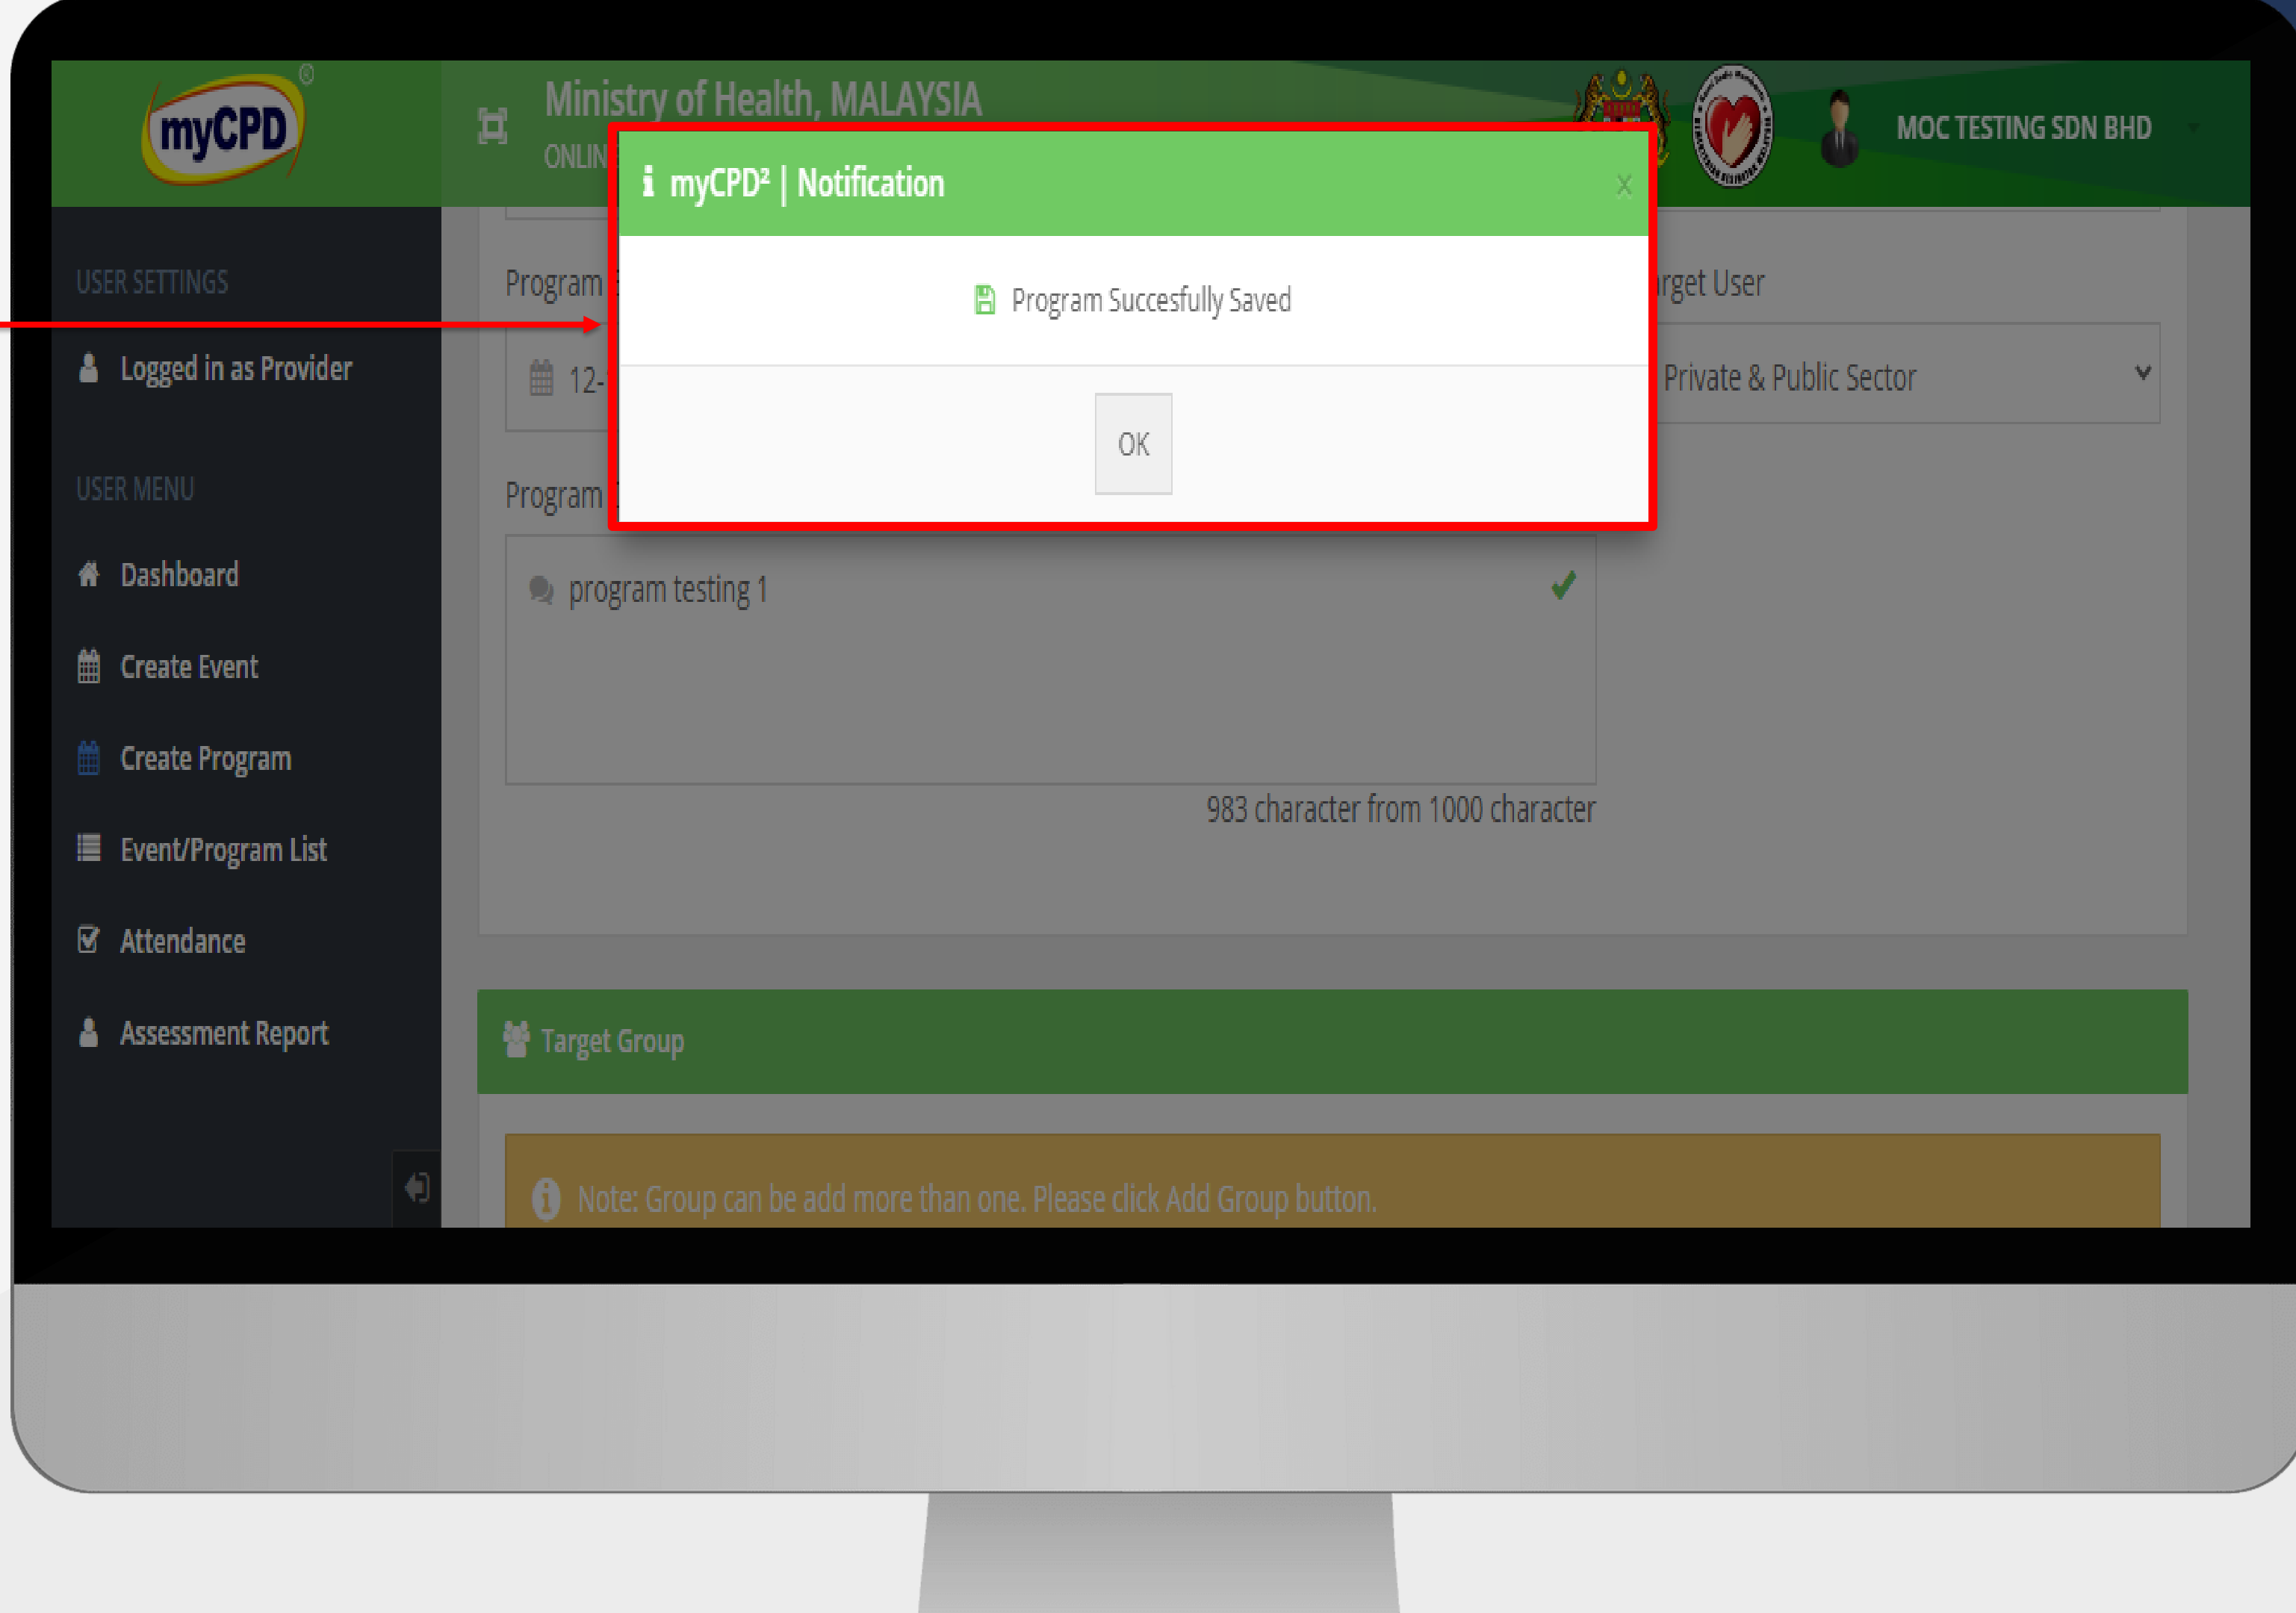 myCPD
®
Ministry of Health, MALAYSIA
MOC TESTING SDN BHD
i myCPD² | Notification
x
Program Succesfully Saved
OK
USER SETTINGS
Logged in as Provider
USER MENU
Dashboard
Create Event
Create Program
Event/Program List
Attendance
Assessment Report
Program
12-
Private & Public Sector
Program
program testing 1
983 character from 1000 character
Target Group
Note: Group can be add more than one. Please click Add Group button.